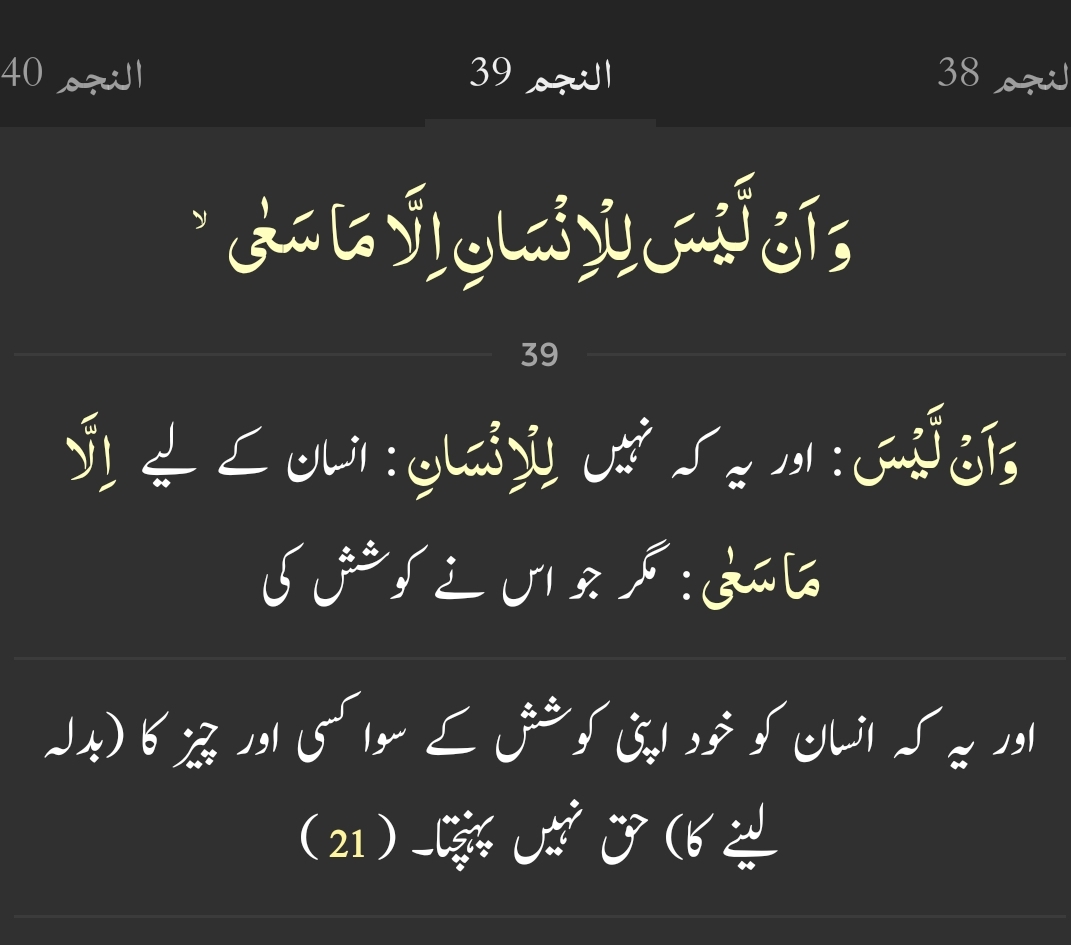 لنجم 38 النجم 39 النجم 40
وَ اَنْ لَّيْسَ لِلْاِنْسَانِ اِلَّا مَا سَعٰى ۙ
39
وَاَنْ لَّيْسَ : اور یہ کہ نہیں لِلْاِنْسَانِ : انسان کے لیے اِلَّا
مَا سَعٰى : مگر جو اس نے کوشش کی
اور یہ کہ انسان کو خود اپنی کوشش کے سوا کسی اور چیز کا (بدلہ
لینے کا) حق نہیں پہنچتا۔ ( 21 )